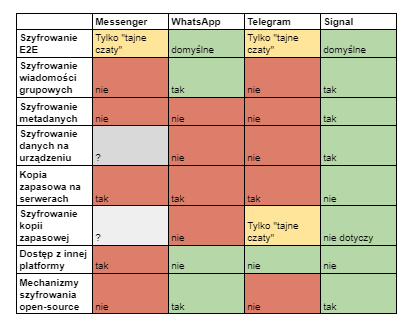 Messenger WhatsApp Telegram Signal
Szyfrowanie E2E Tylko "tajne czaty" domyślne Tylko "tajne czaty" domyślne
Szyfrowanie wiadomości grupowych nie tak nie tak
Szyfrowanie metadanych nie nie nie tak
Szyfrowanie danych na urządzeniu ? nie nie tak
Kopia zapasowa na serwerach tak tak tak nie
Szyfrowanie kopii zapasowej ? nie Tylko "tajne czaty" nie dotyczy
Dostęp z innej platformy tak nie nie nie
Mechanizmy szyfrowania open-source nie tak nie tak